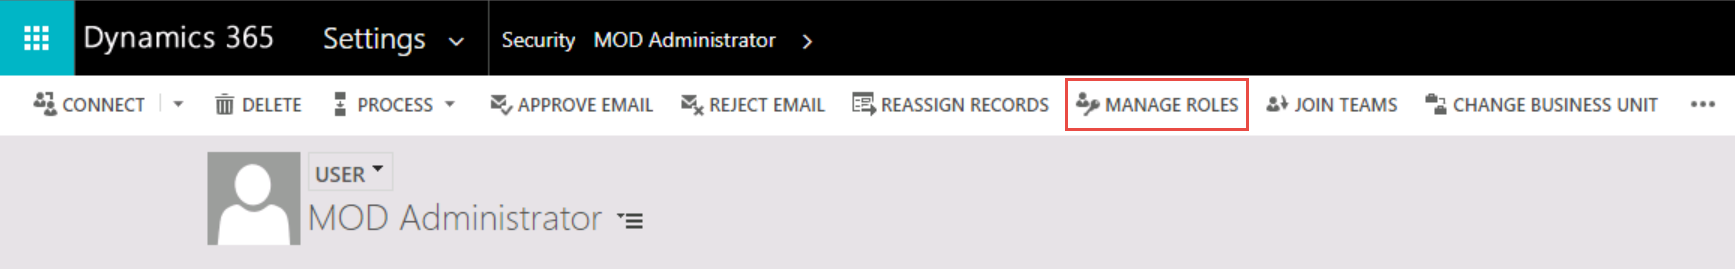 Dynamics 365 Settings Security MOD Administrator
CONNECT DELETE PROCESS APPROVE EMAIL REJECT EMAIL REASSIGN RECORDS MANAGE ROLES JOIN TEAMS CHANGE BUSINESS UNIT ...
USER
MOD Administrator